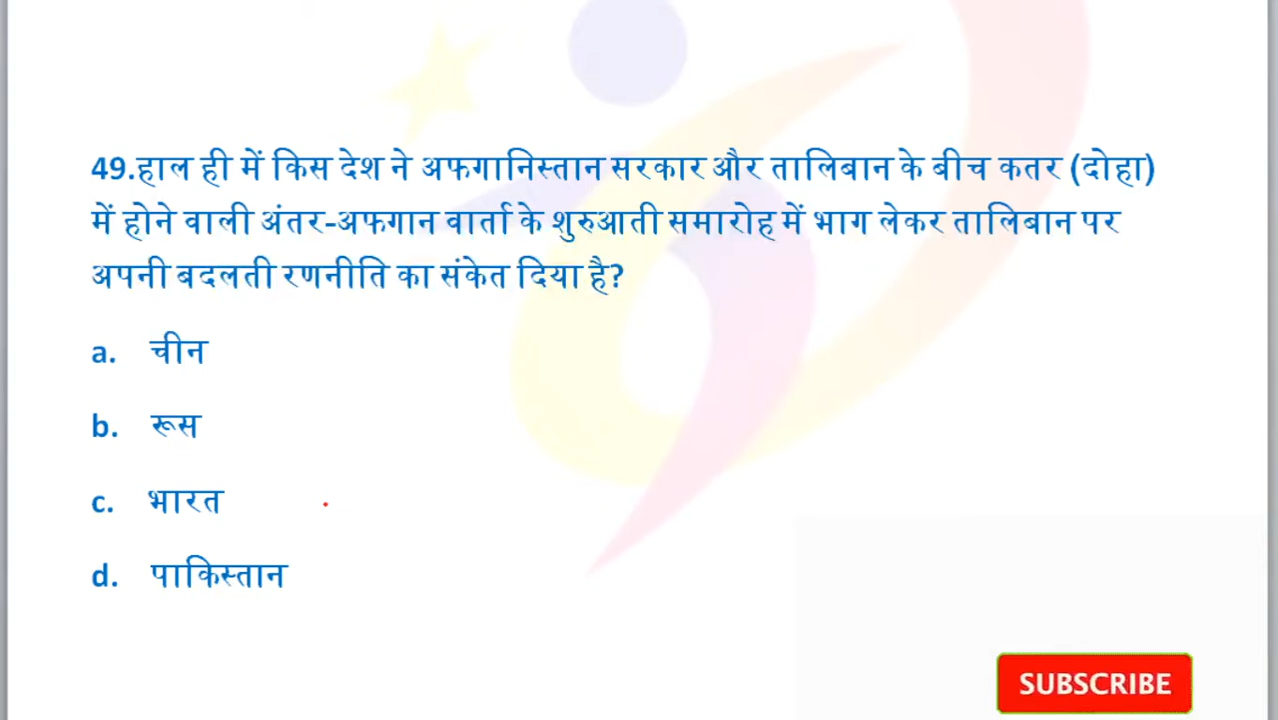 49.हाल ही में किस देश ने अफगानिस्तान सरकार और तालिबान के बीच कतर (दोहा)
में होने वाली अंतर-अफगान वार्ता के शुरुआती समारोह में भाग लेकर तालिबान पर
अपनी बदलती रणनीति का संकेत दिया है?
a. चीन
b. रूस
c. भारत
d. पाकिस्तान
SUBSCRIBE